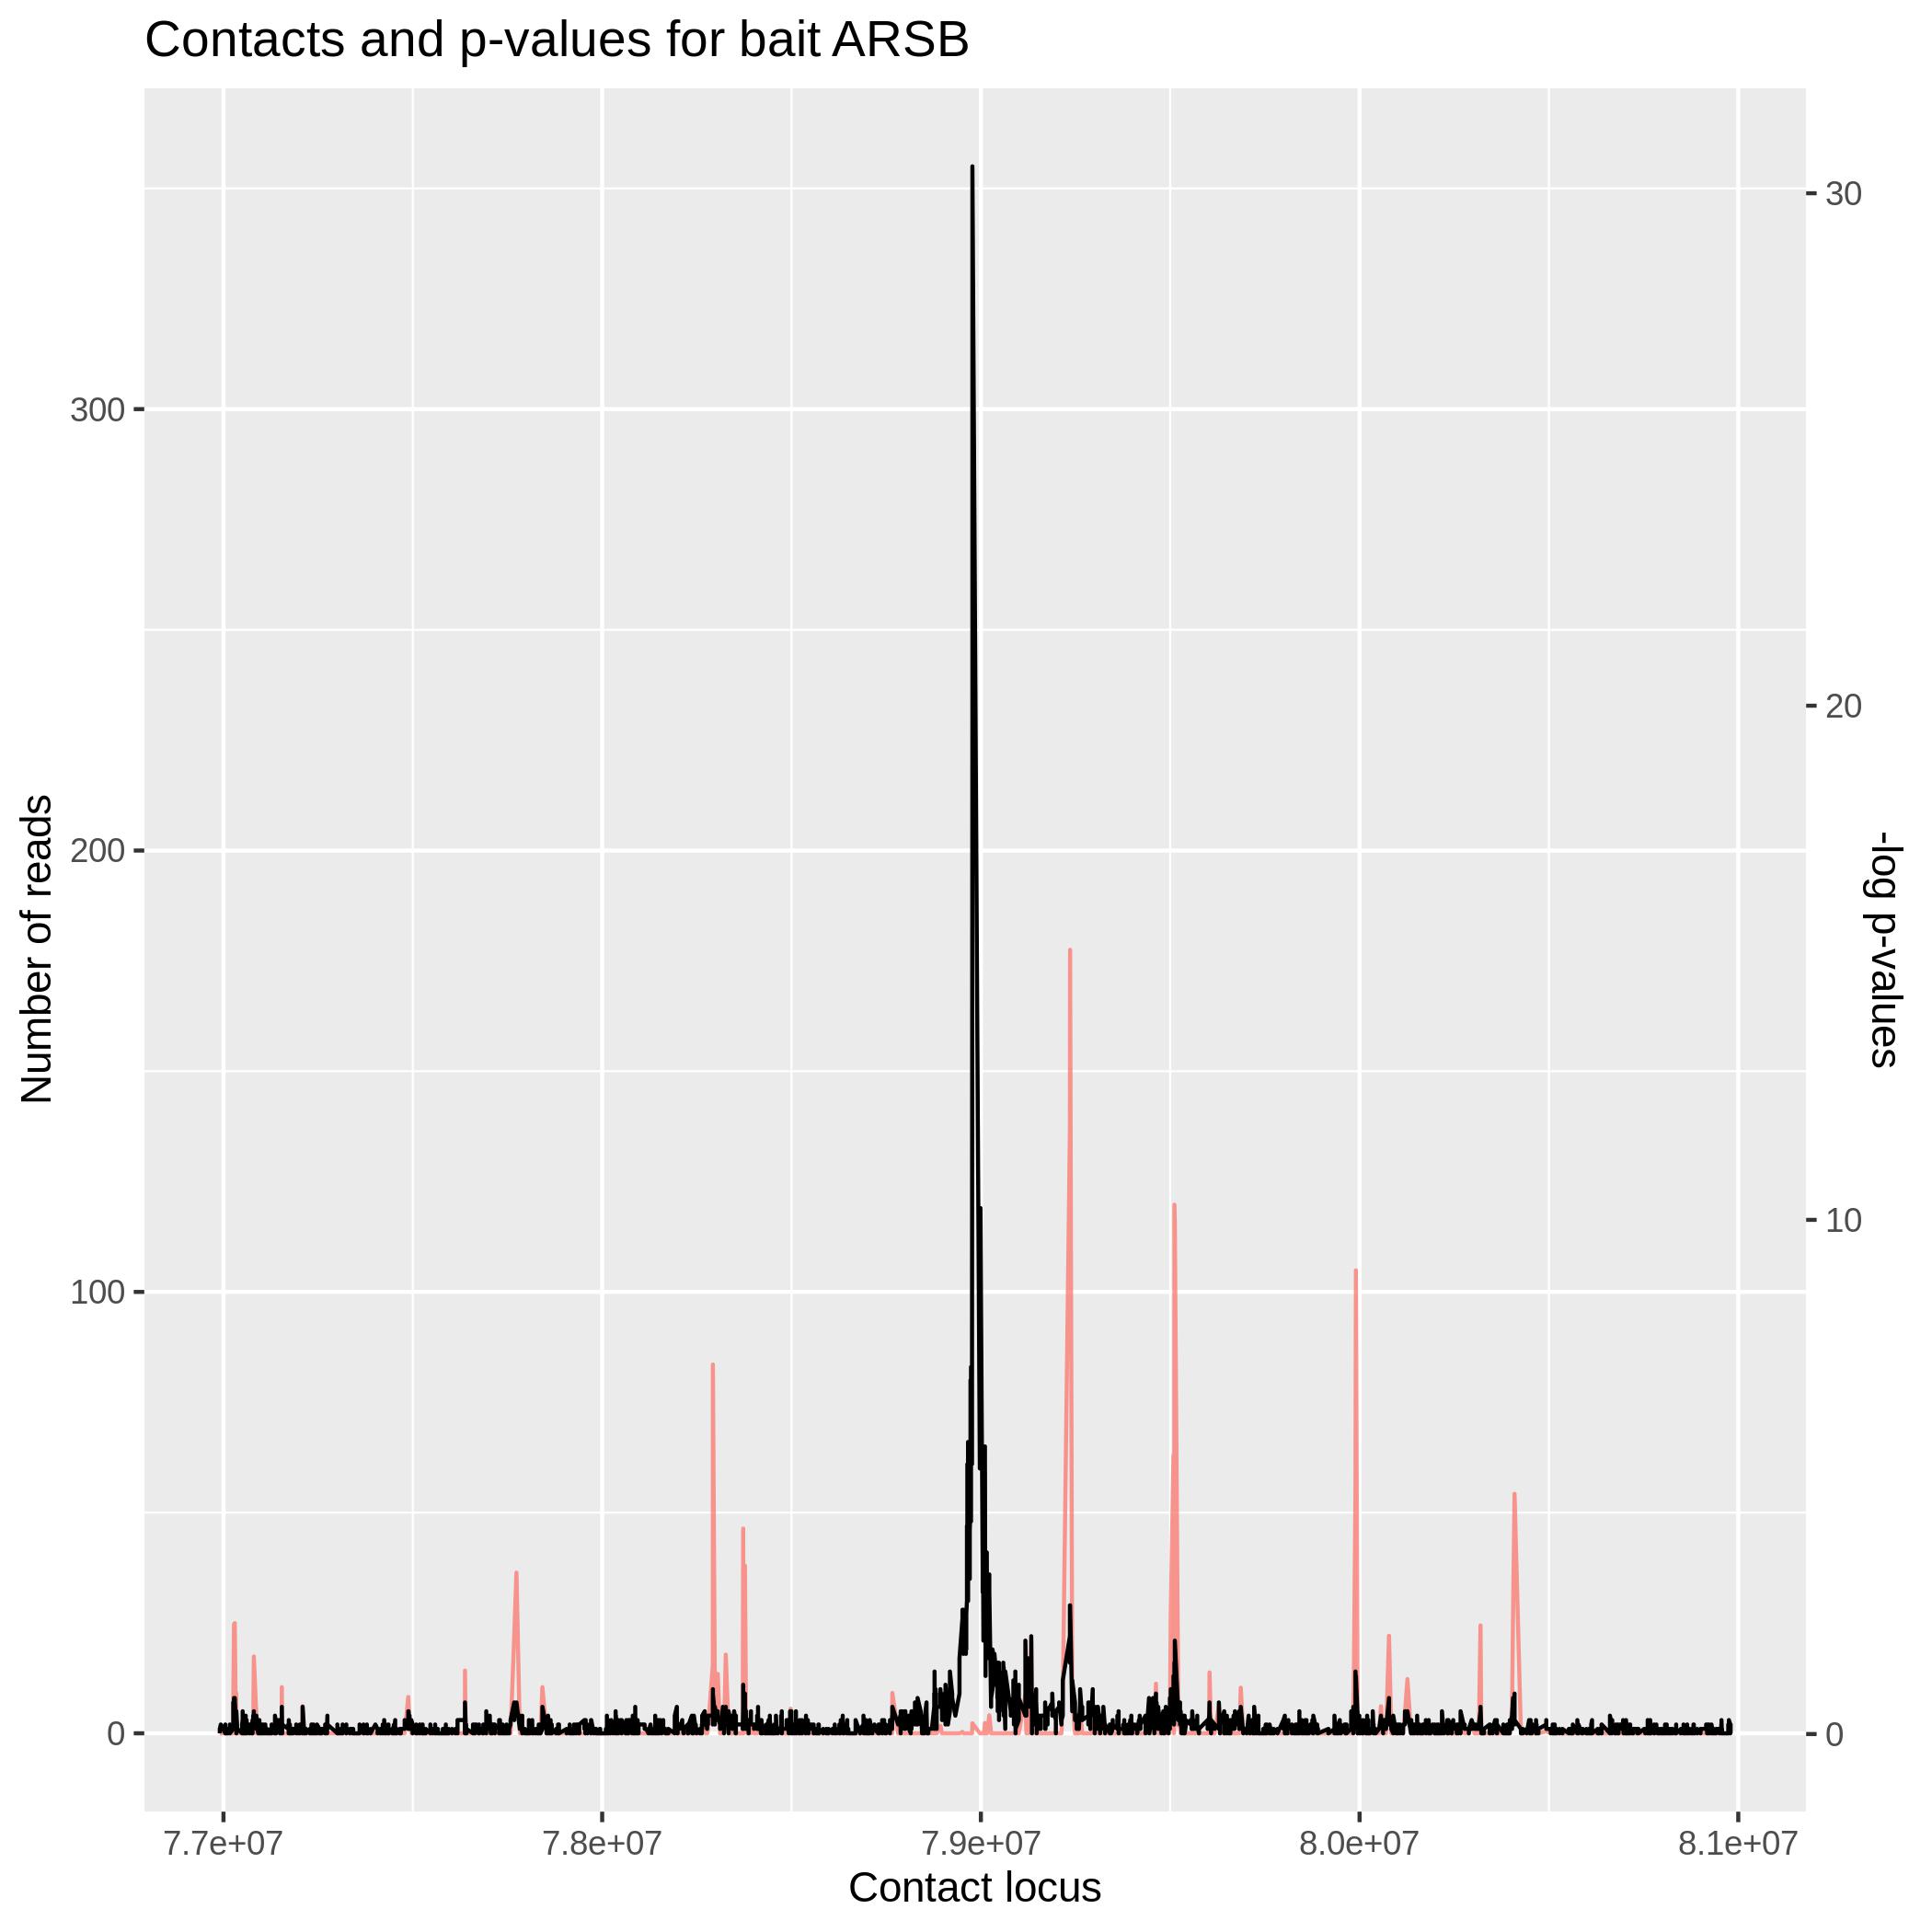 Contacts and p-values for bait ARSB
Number of reads
300
200
100
0
30
20
10
0
-log p-values
7.7e+07 7.8e+07 7.9e+07 8.0e+07 8.1e+07
Contact locus